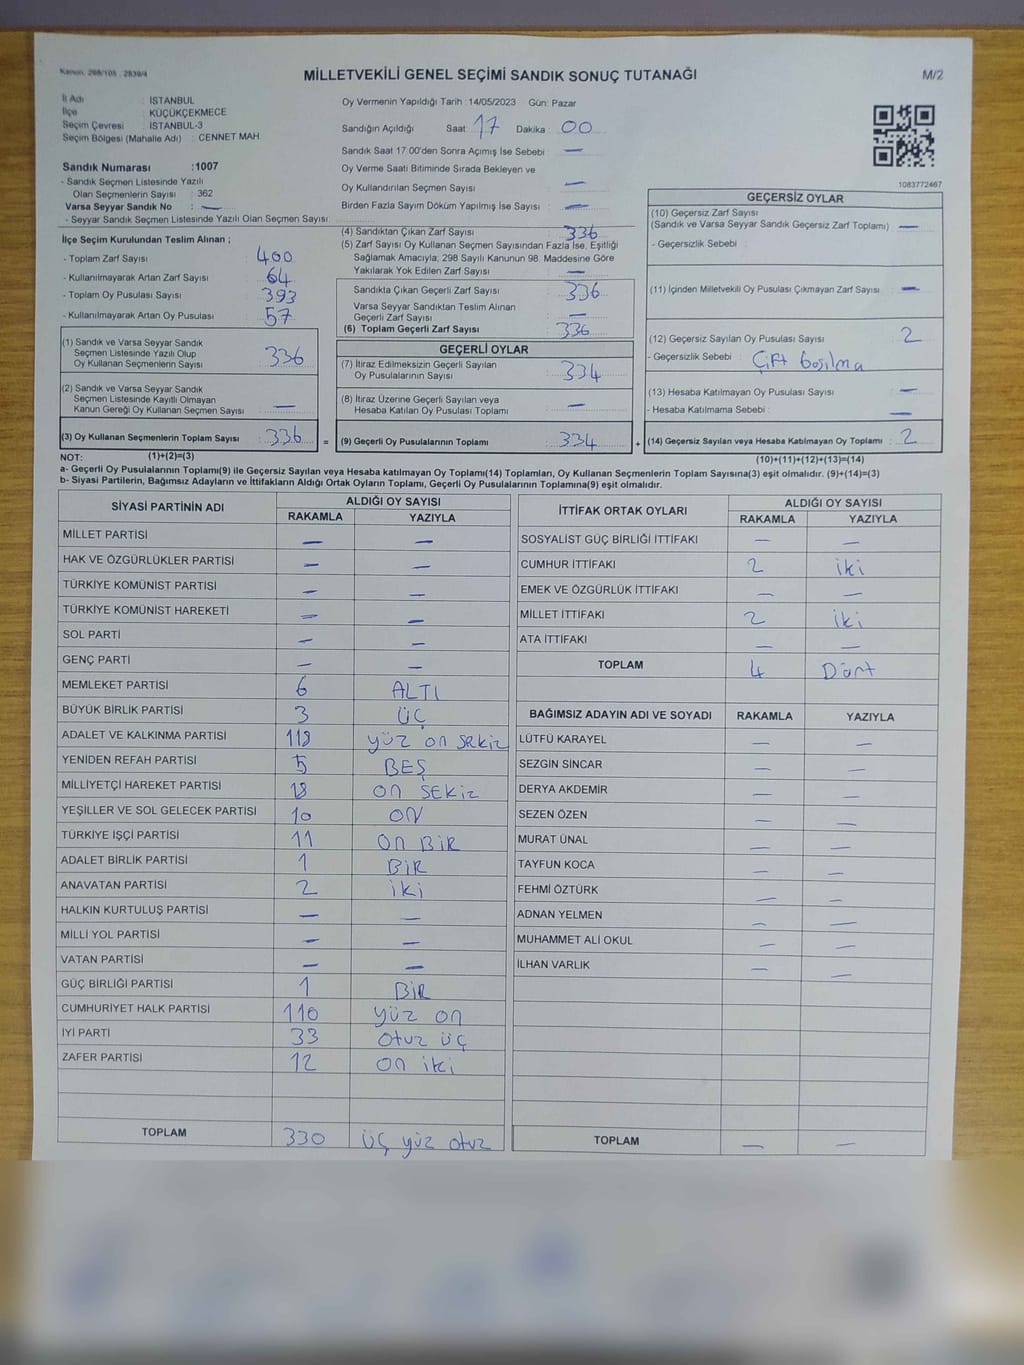 Kanun: 298/105 , 2839/4
MİLLETVEKİLİ GENEL SEÇİMİ SANDIK SONUÇ TUTANAĞI
M/2
İl Adı : İSTANBUL
İlçe : KÜÇÜKÇEKMECE
Seçim Çevresi : İSTANBUL-3
Seçim Bölgesi (Mahalle Adı) : CENNET MAH.
Oy Vermenin Yapıldığı Tarih :14/05/2023 Gün: Pazar
Sandığın Açıldığı Saat: 17 Dakika : 00
Sandık Saat 17:00'den Sonra Açımış İse Sebebi : —
Oy Verme Saati Bitiminde Sırada Bekleyen ve
Oy Kullandırılan Seçmen Sayısı : —
Birden Fazla Sayım Döküm Yapılmış İse Sayısı : —
1083772467
Sandık Numarası :1007
- Sandık Seçmen Listesinde Yazılı
Olan Seçmenlerin Sayısı : 362
Varsa Seyyar Sandık No : —
- Seyyar Sandık Seçmen Listesinde Yazılı Olan Seçmen Sayısı:
İlçe Seçim Kurulundan Teslim Alınan ;
- Toplam Zarf Sayısı : 400
- Kullanılmayarak Artan Zarf Sayısı : 64
- Toplam Oy Pusulası Sayısı : 393
- Kullanılmayarak Artan Oy Pusulası : 57
(1) Sandık ve Varsa Seyyar Sandık
Seçmen Listesinde Yazılı Olup
Oy Kullanan Seçmenlerin Sayısı : 336
(2) Sandık ve Varsa Seyyar Sandık
Seçmen Listesinde Kayıtlı Olmayan
Kanun Gereği Oy Kullanan Seçmen Sayısı : —
(3) Oy Kullanan Seçmenlerin Toplam Sayısı : 336 =
(1)+(2)=(3)
(4) Sandıktan Çıkan Zarf Sayısı : 336
(5) Zarf Sayısı Oy Kullanan Seçmen Sayısından Fazla İse, Eşitliği
Sağlamak Amacıyla; 298 Sayılı Kanunun 98. Maddesine Göre
Yakılarak Yok Edilen Zarf Sayısı : —
Sandıkta Çıkan Geçerli Zarf Sayısı : 336
Varsa Seyyar Sandıktan Teslim Alınan
Geçerli Zarf Sayısı : —
(6) Toplam Geçerli Zarf Sayısı : 336
GEÇERLİ OYLAR
(7) İtiraz Edilmeksizin Geçerli Sayılan
Oy Pusulalarının Sayısı : 334
(8) İtiraz Üzerine Geçerli Sayılan veya
Hesaba Katılan Oy Pusulası Toplamı : —
(9) Geçerli Oy Pusulalarının Toplamı : 334 +
GEÇERSİZ OYLAR
(10) Geçersiz Zarf Sayısı
(Sandık ve Varsa Seyyar Sandık Geçersiz Zarf Toplamı) : —
- Geçersizlik Sebebi :
(11) İçinden Milletvekili Oy Pusulası Çıkmayan Zarf Sayısı : —
(12) Geçersiz Sayılan Oy Pusulası Sayısı : 2
- Geçersizlik Sebebi : Çift basılma
(13) Hesaba Katılmayan Oy Pusulası Sayısı : —
- Hesaba Katılmama Sebebi : —
(14) Geçersiz Sayılan veya Hesaba Katılmayan Oy Toplamı : 2
(10)+(11)+(12)+(13)=(14)
NOT:
a- Geçerli Oy Pusulalarının Toplamı(9) ile Geçersiz Sayılan veya Hesaba katılmayan Oy Toplamı(14) Toplamları, Oy Kullanan Seçmenlerin Toplam Sayısına(3) eşit olmalıdır. (9)+(14)=(3)
b- Siyasi Partilerin, Bağımsız Adayların ve İttifakların Aldığı Ortak Oyların Toplamı, Geçerli Oy Pusulalarının Toplamına(9) eşit olmalıdır.
SİYASİ PARTİNİN ADI ALDIĞI OY SAYISI
RAKAMLA YAZIYLA
MİLLET PARTİSİ — —
HAK VE ÖZGÜRLÜKLER PARTİSİ — —
TÜRKİYE KOMÜNİST PARTİSİ — —
TÜRKİYE KOMÜNİST HAREKETİ — —
SOL PARTİ — —
GENÇ PARTİ — —
MEMLEKET PARTİSİ 6 ALTI
BÜYÜK BİRLİK PARTİSİ 3 ÜÇ
ADALET VE KALKINMA PARTİSİ 118 yüz on sekiz
YENİDEN REFAH PARTİSİ 5 BEŞ
MİLLİYETÇİ HAREKET PARTİSİ 18 on SEKiz
YEŞİLLER VE SOL GELECEK PARTİSİ 10 ON
TÜRKİYE İŞÇİ PARTİSİ 11 on BiR
ADALET BİRLİK PARTİSİ 1 BiR
ANAVATAN PARTİSİ 2 iki
HALKIN KURTULUŞ PARTİSİ — —
MİLLİ YOL PARTİSİ — —
VATAN PARTİSİ — —
GÜÇ BİRLİĞİ PARTİSİ 1 BiR
CUMHURİYET HALK PARTİSİ 110 yüz on
İYİ PARTİ 33 otuz üç
ZAFER PARTİSİ 12 on iki
TOPLAM 330 üç yüz otuz
İTTİFAK ORTAK OYLARI ALDIĞI OY SAYISI
RAKAMLA YAZIYLA
SOSYALİST GÜÇ BİRLİĞİ İTTİFAKI — —
CUMHUR İTTİFAKI 2 iki
EMEK VE ÖZGÜRLÜK İTTİFAKI — —
MİLLET İTTİFAKI 2 iki
ATA İTTİFAKI — —
TOPLAM 4 Dört
BAĞIMSIZ ADAYIN ADI VE SOYADI RAKAMLA YAZIYLA
LÜTFÜ KARAYEL — —
SEZGİN SİNCAR — —
DERYA AKDEMİR — —
SEZEN ÖZEN — —
MURAT ÜNAL — —
TAYFUN KOCA — —
FEHMİ ÖZTÜRK — —
ADNAN YELMEN — —
MUHAMMET ALİ OKUL — —
İLHAN VARLIK — —
TOPLAM — —